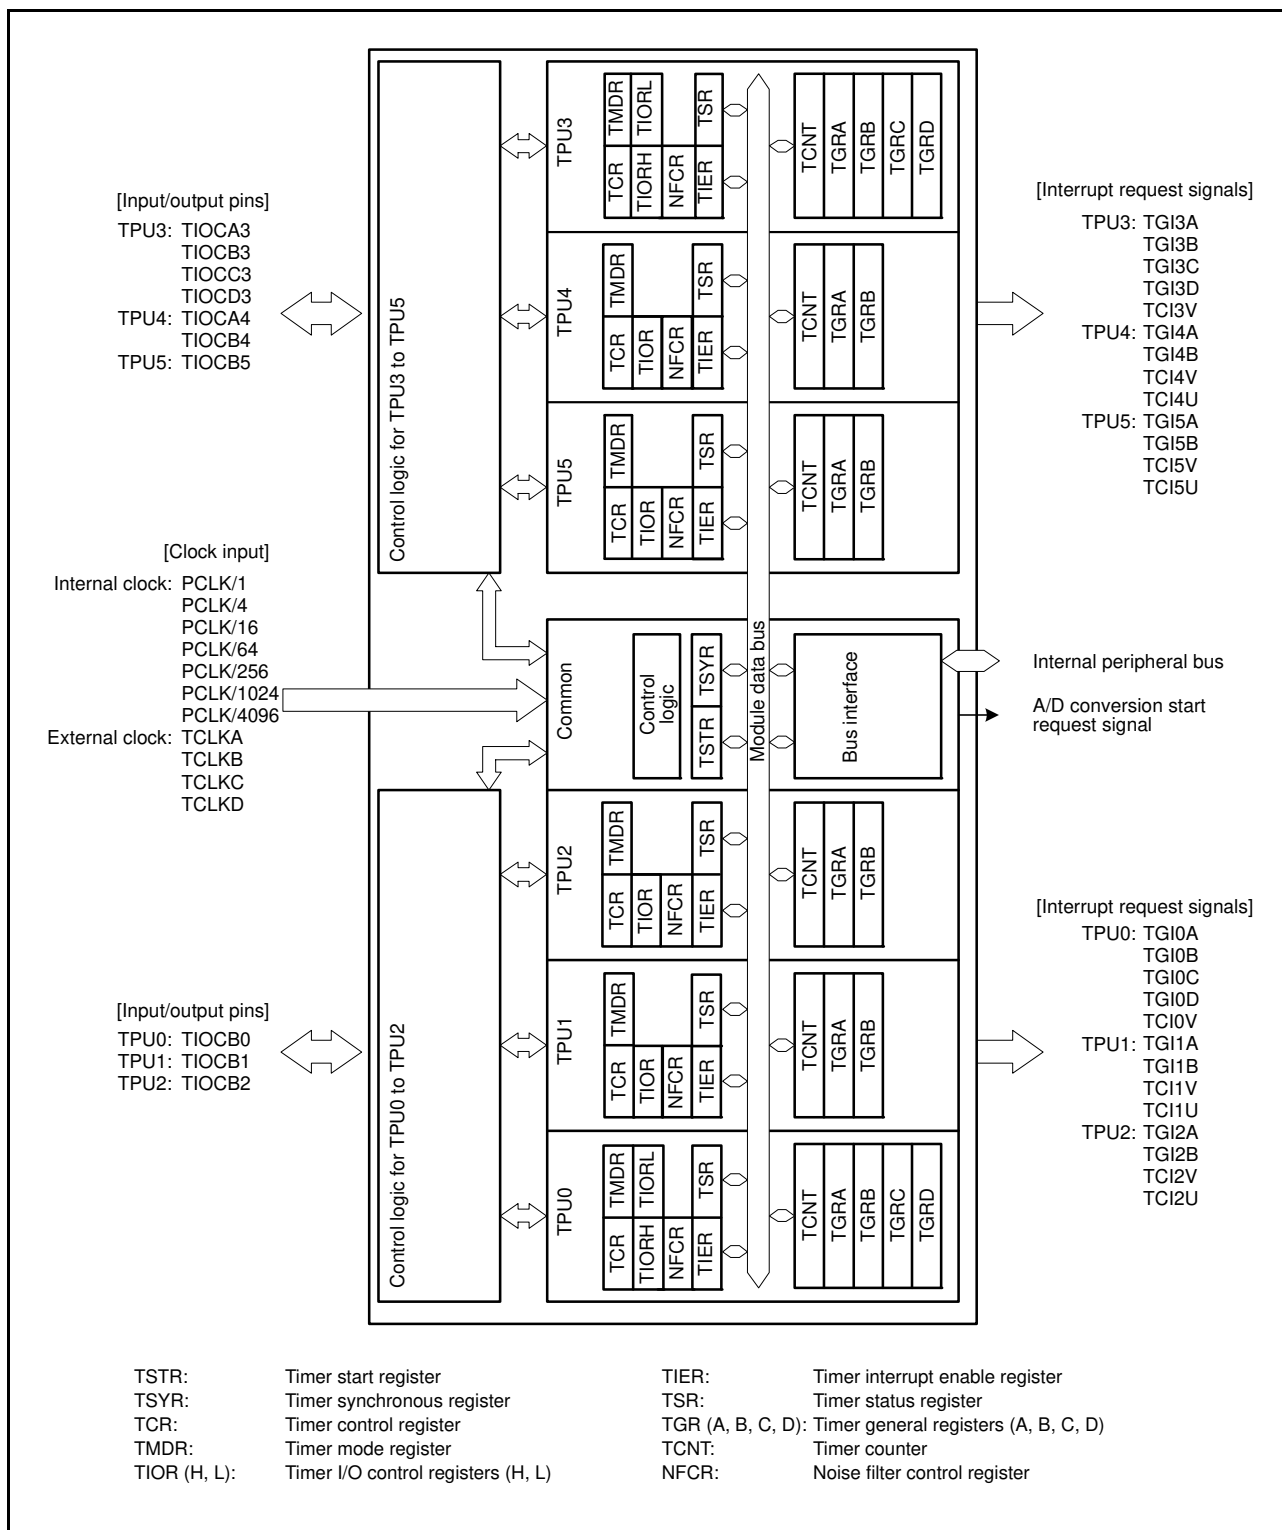 [Input/output pins]
TPU3: TIOCA3
TIOCB3
TIOCC3
TIOCD3
TPU4: TIOCA4
TIOCB4
TPU5: TIOCB5
[Clock input]
Internal clock: PCLK/1
PCLK/4
PCLK/16
PCLK/64
PCLK/256
PCLK/1024
PCLK/4096
External clock: TCLKA
TCLKB
TCLKC
TCLKD
[Input/output pins]
TPU0: TIOCB0
TPU1: TIOCB1
TPU2: TIOCB2
Control logic for TPU3 to TPU5
Control logic for TPU0 to TPU2
TPU3
TMDR
TIORL
TSR
TCR
TIORH
NFCR
TIER
TCNT
TGRA
TGRB
TGRC
TGRD
TPU4
TMDR
TSR
TCR
TIOR
NFCR
TIER
TCNT
TGRA
TGRB
TPU5
TMDR
TSR
TCR
TIOR
NFCR
TIER
TCNT
TGRA
TGRB
Common
Control
logic
TSYR
TSTR
Module data bus
Bus interface
TPU2
TMDR
TSR
TCR
TIOR
NFCR
TIER
TCNT
TGRA
TGRB
TPU1
TMDR
TSR
TCR
TIOR
NFCR
TIER
TCNT
TGRA
TGRB
TPU0
TMDR
TIORL
TSR
TCR
TIORH
NFCR
TIER
TCNT
TGRA
TGRB
TGRC
TGRD
[Interrupt request signals]
TPU3: TGI3A
TGI3B
TGI3C
TGI3D
TCI3V
TPU4: TGI4A
TGI4B
TCI4V
TCI4U
TPU5: TGI5A
TGI5B
TCI5V
TCI5U
Internal peripheral bus
A/D conversion start
request signal
[Interrupt request signals]
TPU0: TGI0A
TGI0B
TGI0C
TGI0D
TCI0V
TPU1: TGI1A
TGI1B
TCI1V
TCI1U
TPU2: TGI2A
TGI2B
TCI2V
TCI2U
TSTR: Timer start register
TSYR: Timer synchronous register
TCR: Timer control register
TMDR: Timer mode register
TIOR (H, L): Timer I/O control registers (H, L)
TIER: Timer interrupt enable register
TSR: Timer status register
TGR (A, B, C, D): Timer general registers (A, B, C, D)
TCNT: Timer counter
NFCR: Noise filter control register